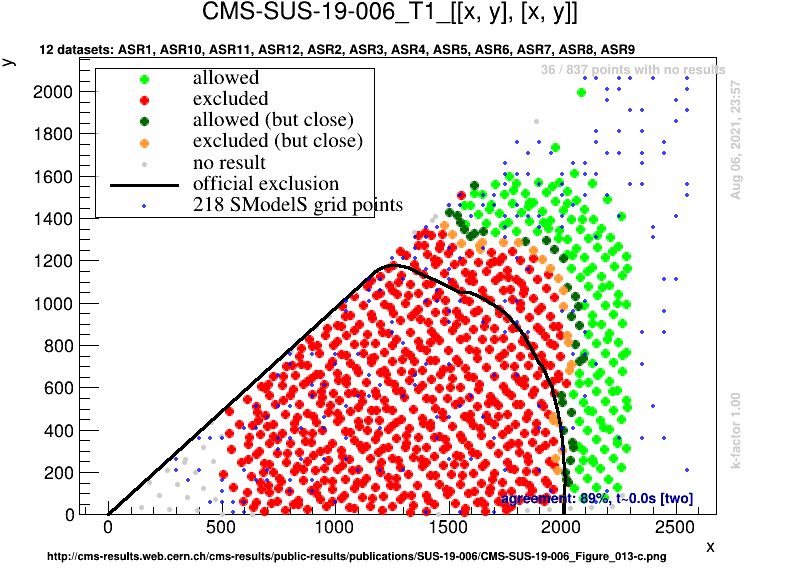 CMS-SUS-19-006_T1_[[x, y], [x, y]]
12 datasets: ASR1, ASR10, ASR11, ASR12, ASR2, ASR3, ASR4, ASR5, ASR6, ASR7, ASR8, ASR9
y
36 / 837 points with no results
allowed
excluded
allowed (but close)
excluded (but close)
no result
official exclusion
218 SModelS grid points
Aug 06, 2021, 23:57
k-factor 1.00
2000
1800
1600
1400
1200
1000
800
600
400
200
0
agreement: 89%, t~0.0s [two]
0 500 1000 1500 2000 2500
x
http://cms-results.web.cern.ch/cms-results/public-results/publications/SUS-19-006/CMS-SUS-19-006_Figure_013-c.png